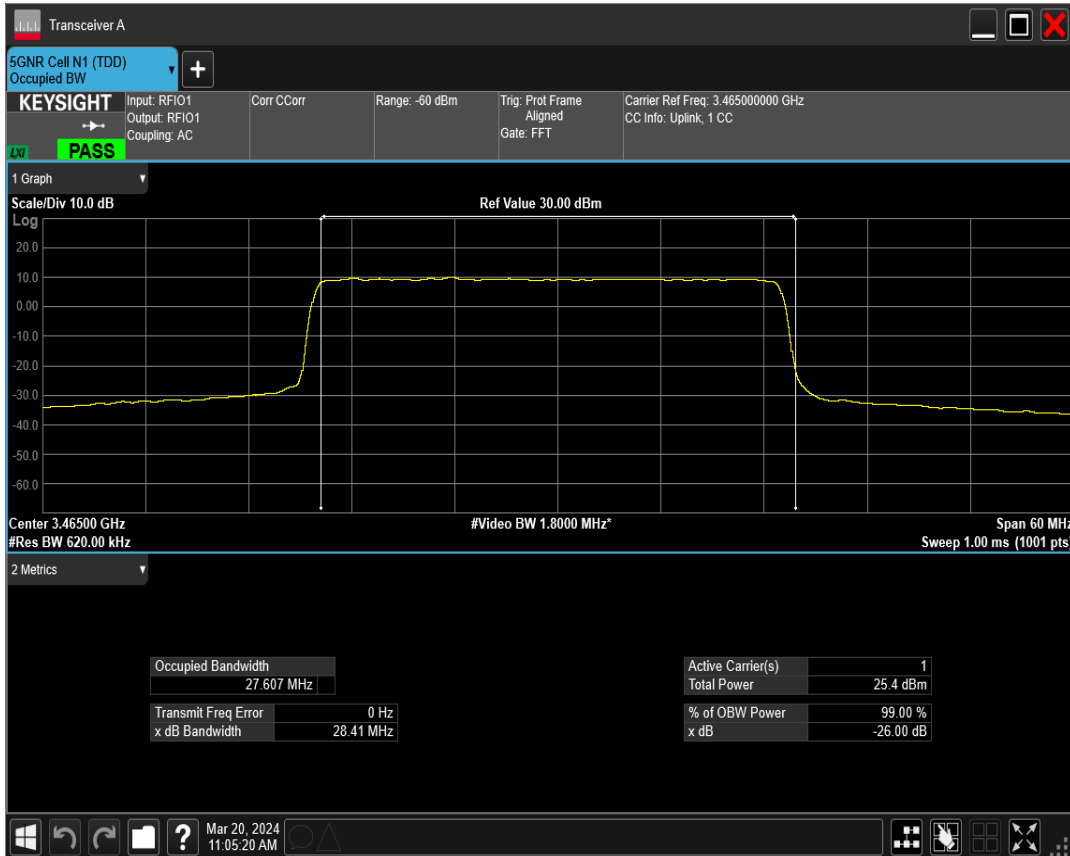 Transceiver A
5GNR Cell N1 (TDD)
Occupied BW
+
KEYSIGHT
LXI
PASS
Input: RFIO1
Output: RFIO1
Coupling: AC
Corr CCorr
Range: -60 dBm
Trig: Prot Frame
Aligned
Gate: FFT
Carrier Ref Freq: 3.465000000 GHz
CC Info: Uplink, 1 CC
1 Graph
Scale/Div 10.0 dB
Ref Value 30.00 dBm
Log
20.0
10.0
0.00
-10.0
-20.0
-30.0
-40.0
-50.0
-60.0
Center 3.46500 GHz
#Video BW 1.8000 MHz*
Span 60 MHz
#Res BW 620.00 kHz
Sweep 1.00 ms (1001 pts)
2 Metrics
Occupied Bandwidth
27.607 MHz
Transmit Freq Error 0 Hz
x dB Bandwidth 28.41 MHz
Active Carrier(s) 1
Total Power 25.4 dBm
% of OBW Power 99.00 %
x dB -26.00 dB
?
Mar 20, 2024
11:05:20 AM